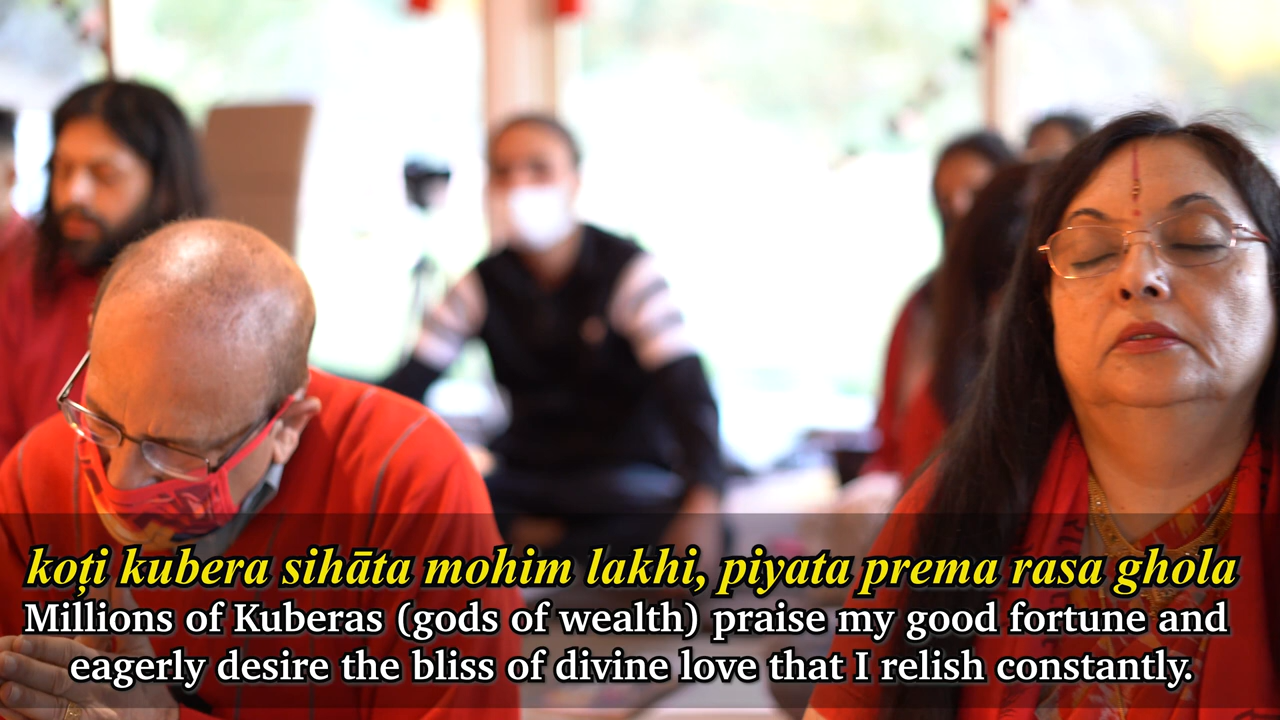 koṭi kubera sihāta mohim lakhi, piyata prema rasa ghola
Millions of Kuberas (gods of wealth) praise my good fortune and
eagerly desire the bliss of divine love that I relish constantly.